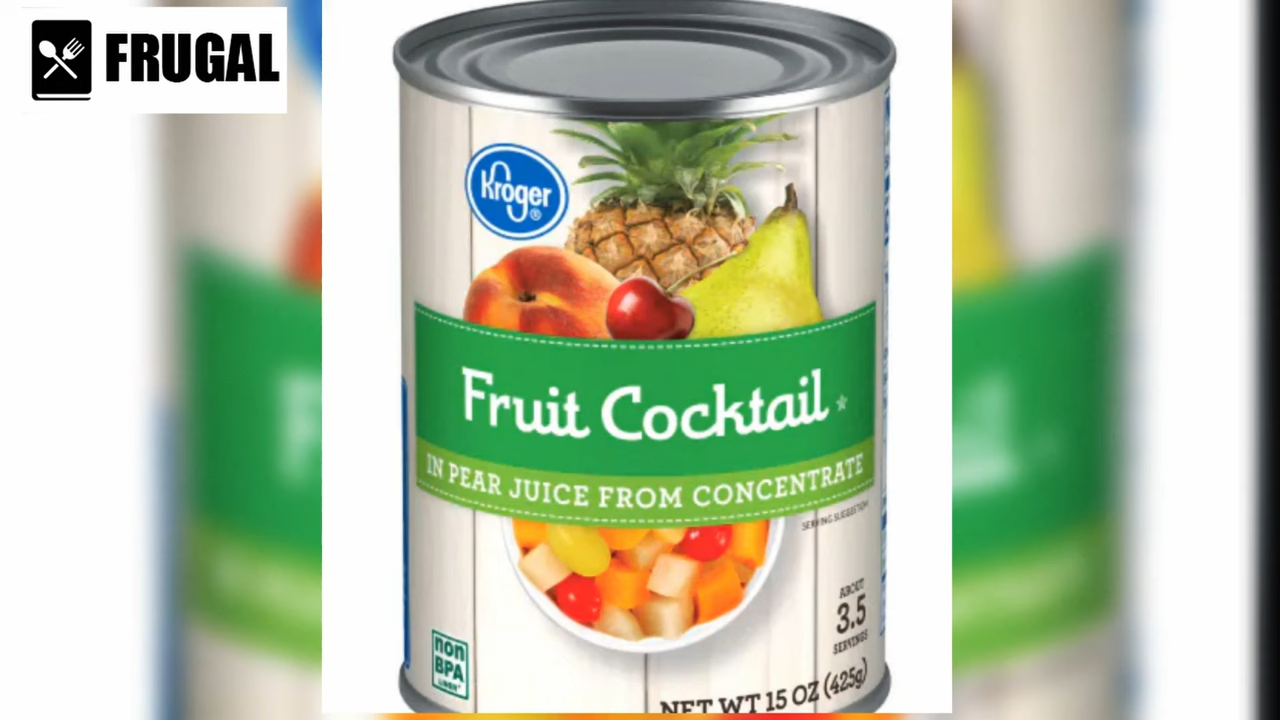 FRUGAL
Kroger®
Fruit Cocktail
IN PEAR JUICE FROM CONCENTRATE
SERVING SUGGESTION
ABOUT
3.5
SERVINGS
non
BPA
LINER*
NET WT 15 OZ (425g)